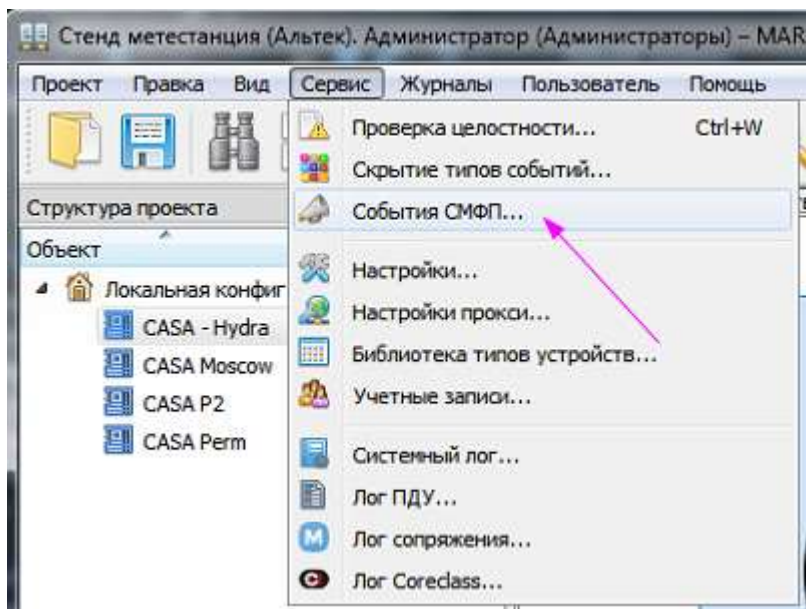 Стенд метестанция (Альтек). Администратор (Администраторы) – MAR
Проект Правка Вид Сервис Журналы Пользователь Помощь
Проверка целостности... Ctrl+W
Скрытие типов событий...
События СМФП...
Настройки...
Настройки прокси...
Библиотека типов устройств...
Учетные записи...
Системный лог...
Лог ПДУ...
Лог сопряжения...
Лог Coreclass...
Структура проекта
Объект
Локальная конфиг
CASA - Hydra
CASA Moscow
CASA P2
CASA Perm